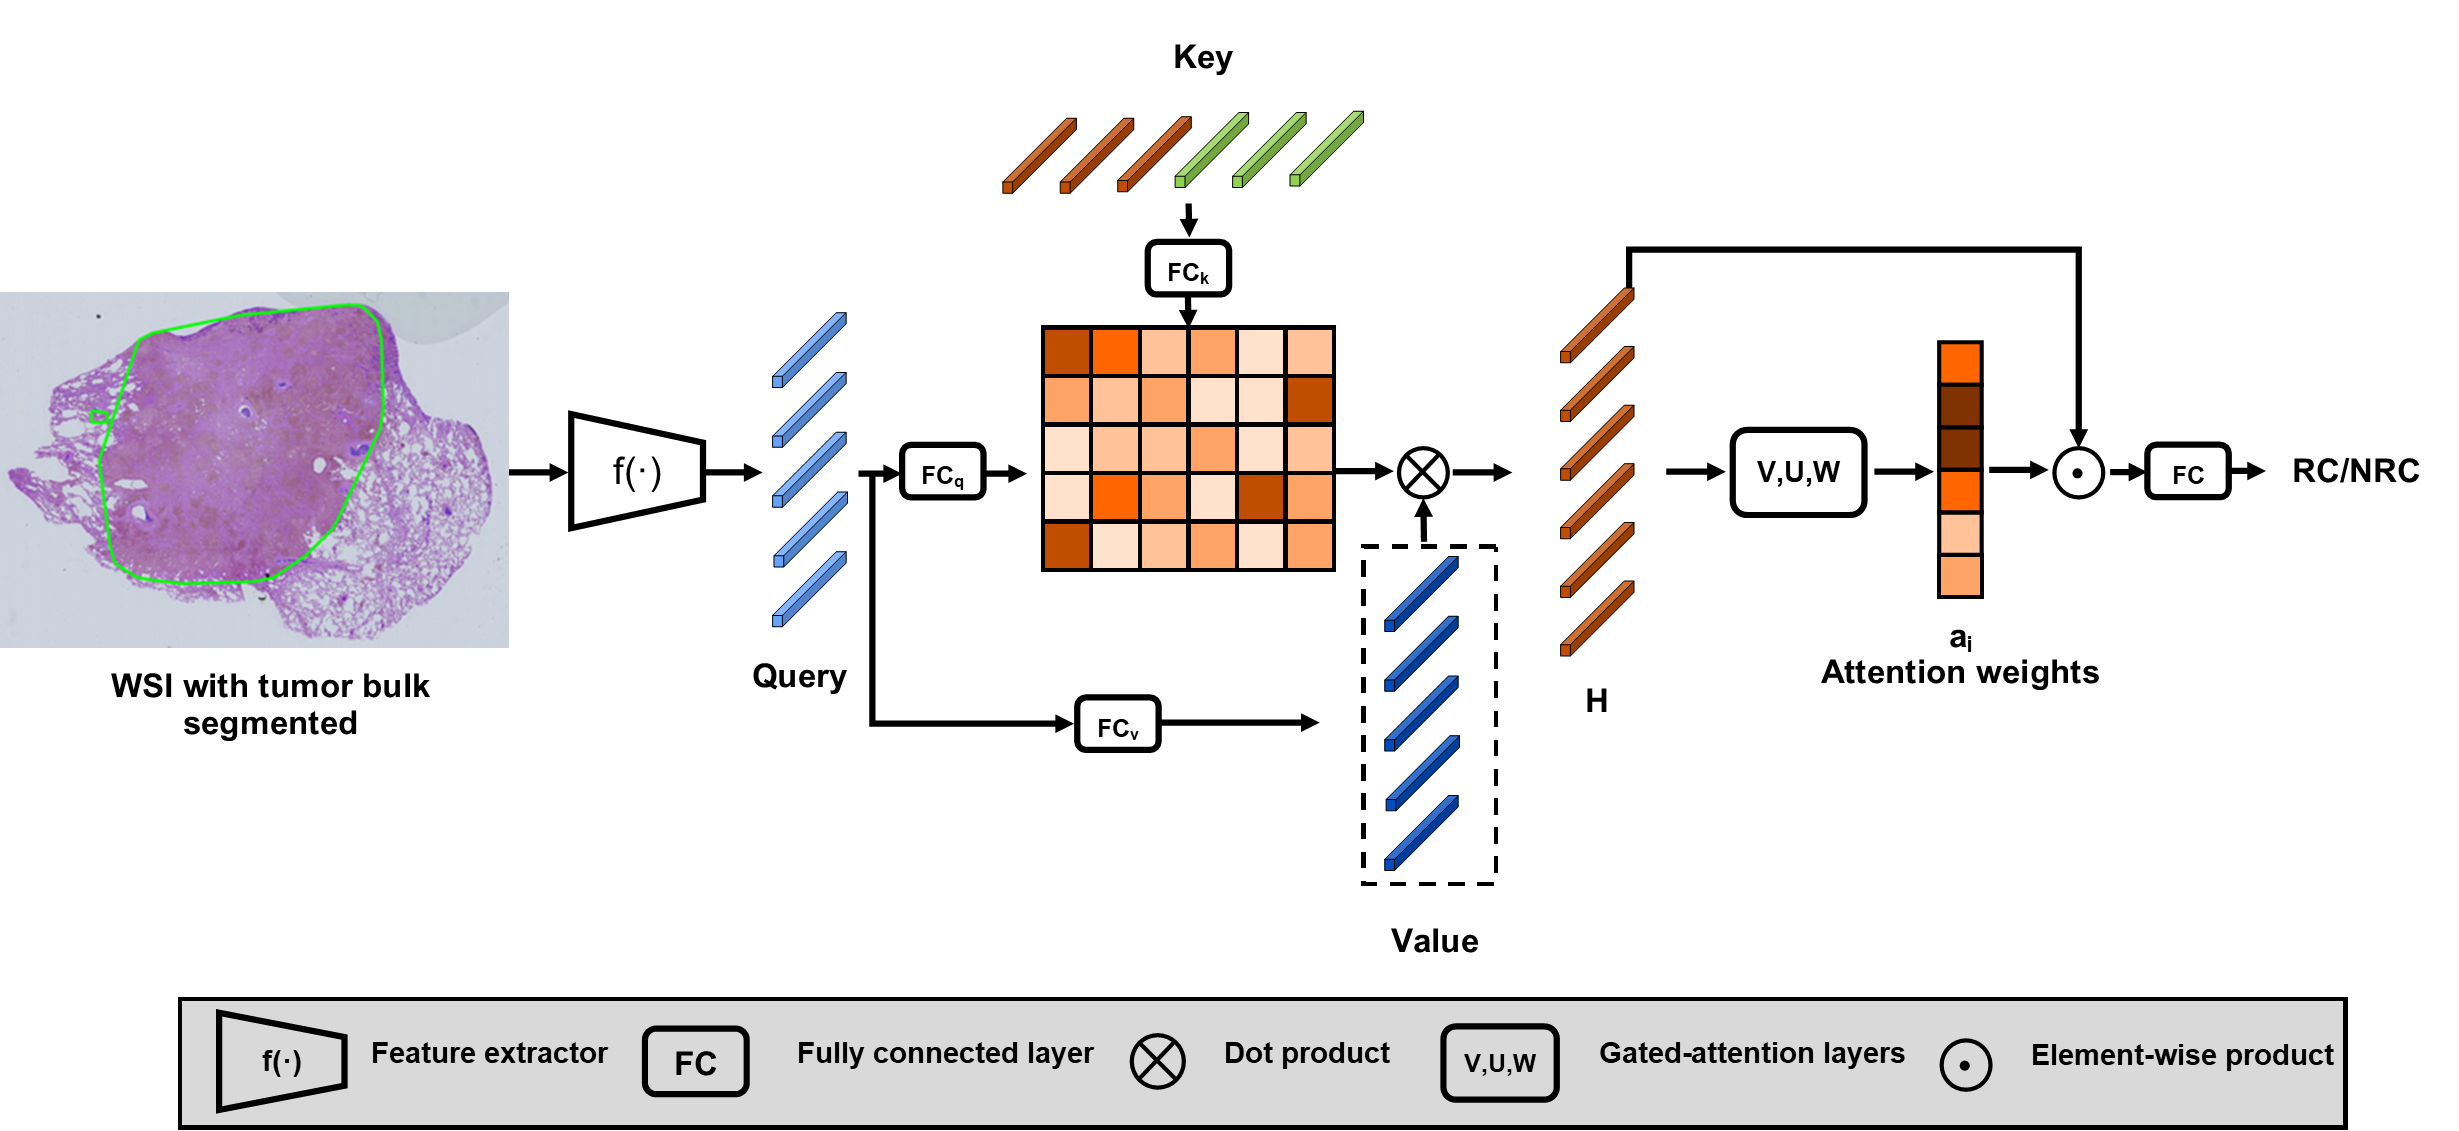 Key
FCk
f(·)
FCq
V,U,W
FC
RC/NRC
ai
Attention weights
Query
H
WSI with tumor bulk
segmented
FCv
Value
f(·) Feature extractor FC Fully connected layer Dot product V,U,W Gated-attention layers Element-wise product